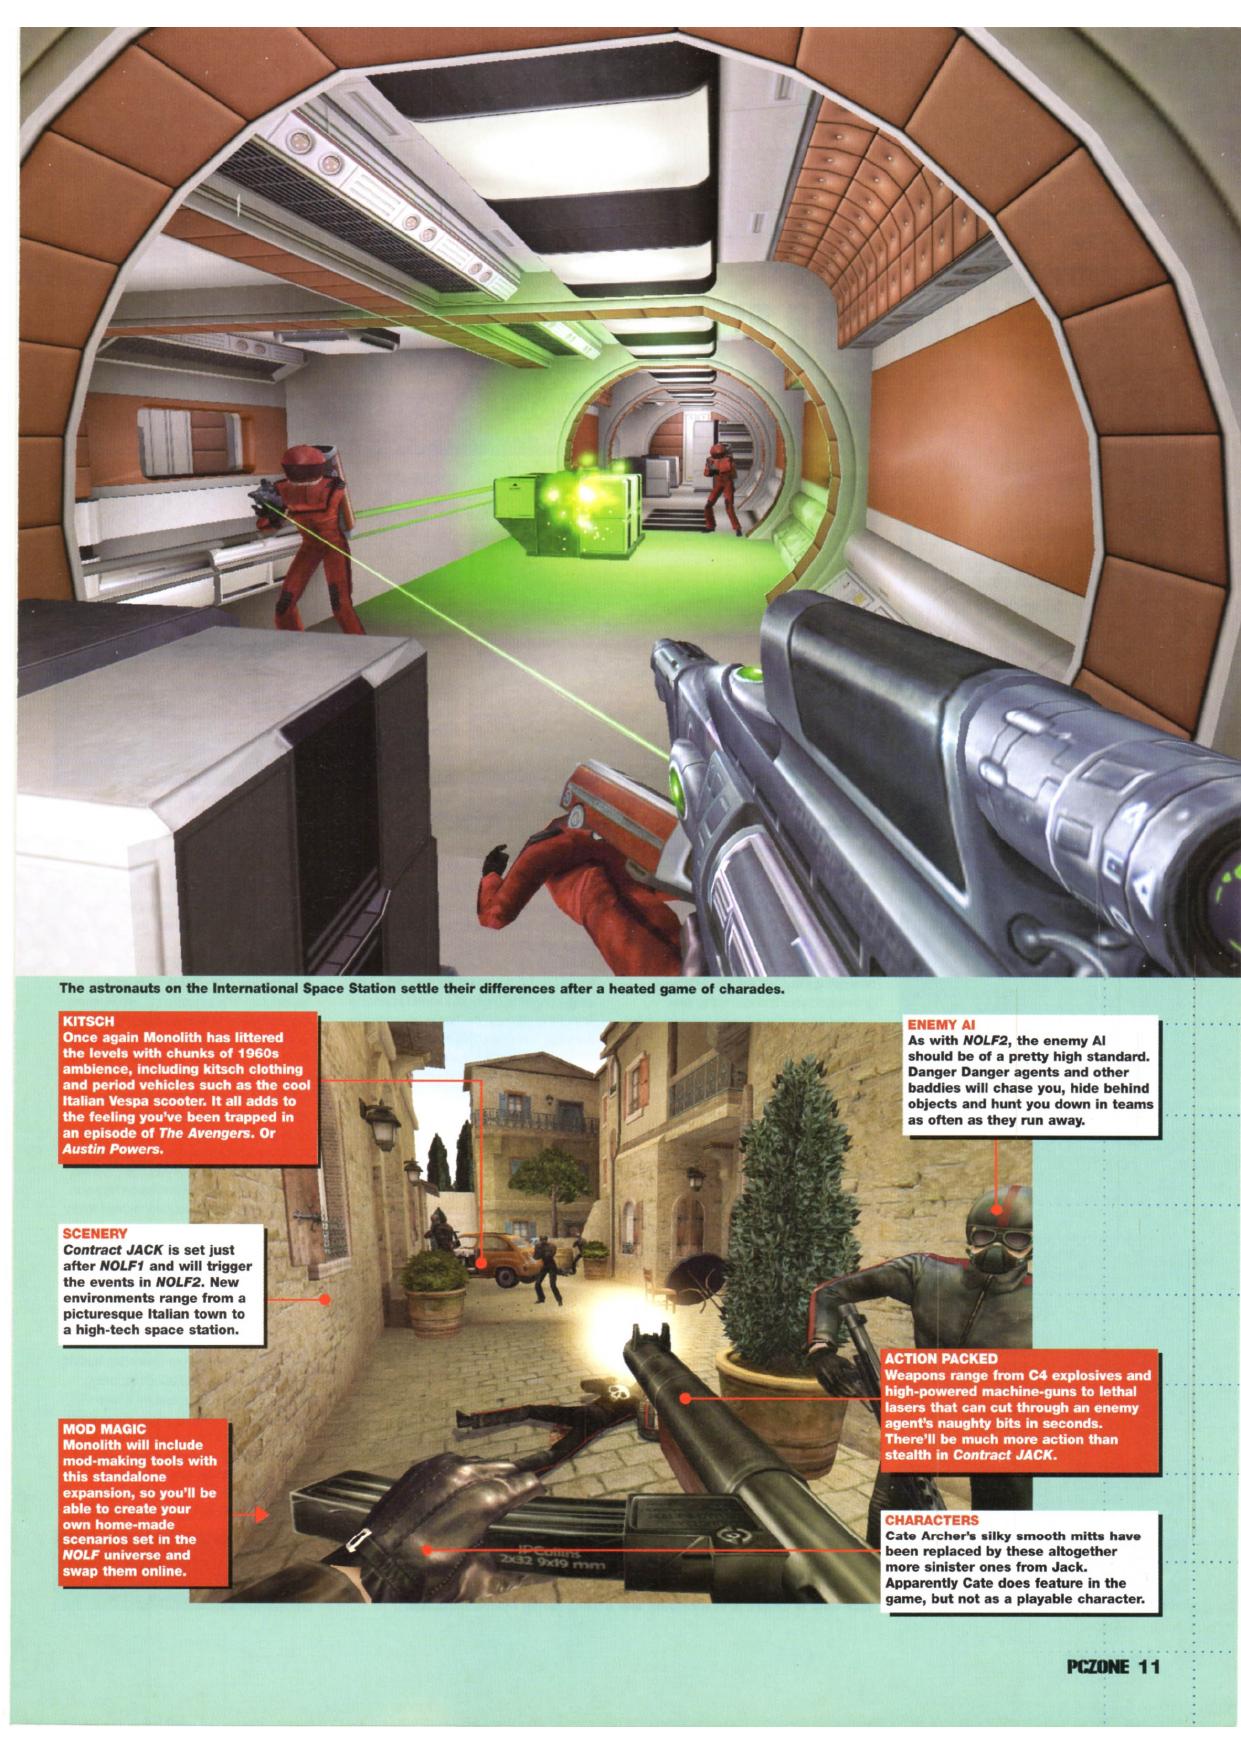 The astronauts on the International Space Station settle their differences after a heated game of charades.
KITSCH
Once again Monolith has littered
the levels with chunks of 1960s
ambience, including kitsch clothing
and period vehicles such as the cool
Italian Vespa scooter. It all adds to
the feeling you've been trapped in
an episode of The Avengers. Or
Austin Powers.
SCENERY
Contract JACK is set just
after NOLF1 and will trigger
the events in NOLF2. New
environments range from a
picturesque Italian town to
a high-tech space station.
MOD MAGIC
Monolith will include
mod-making tools with
this standalone
expansion, so you'll be
able to create your
own home-made
scenarios set in the
NOLF universe and
swap them online.
ENEMY AI
As with NOLF2, the enemy AI
should be of a pretty high standard.
Danger Danger agents and other
baddies will chase you, hide behind
objects and hunt you down in teams
as often as they run away.
ACTION PACKED
Weapons range from C4 explosives and
high-powered machine-guns to lethal
lasers that can cut through an enemy
agent's naughty bits in seconds.
There'll be much more action than
stealth in Contract JACK.
CHARACTERS
Cate Archer's silky smooth mitts have
been replaced by these altogether
more sinister ones from Jack.
Apparently Cate does feature in the
game, but not as a playable character.
JPCollins
2x32 9x19 mm
PCZONE 11